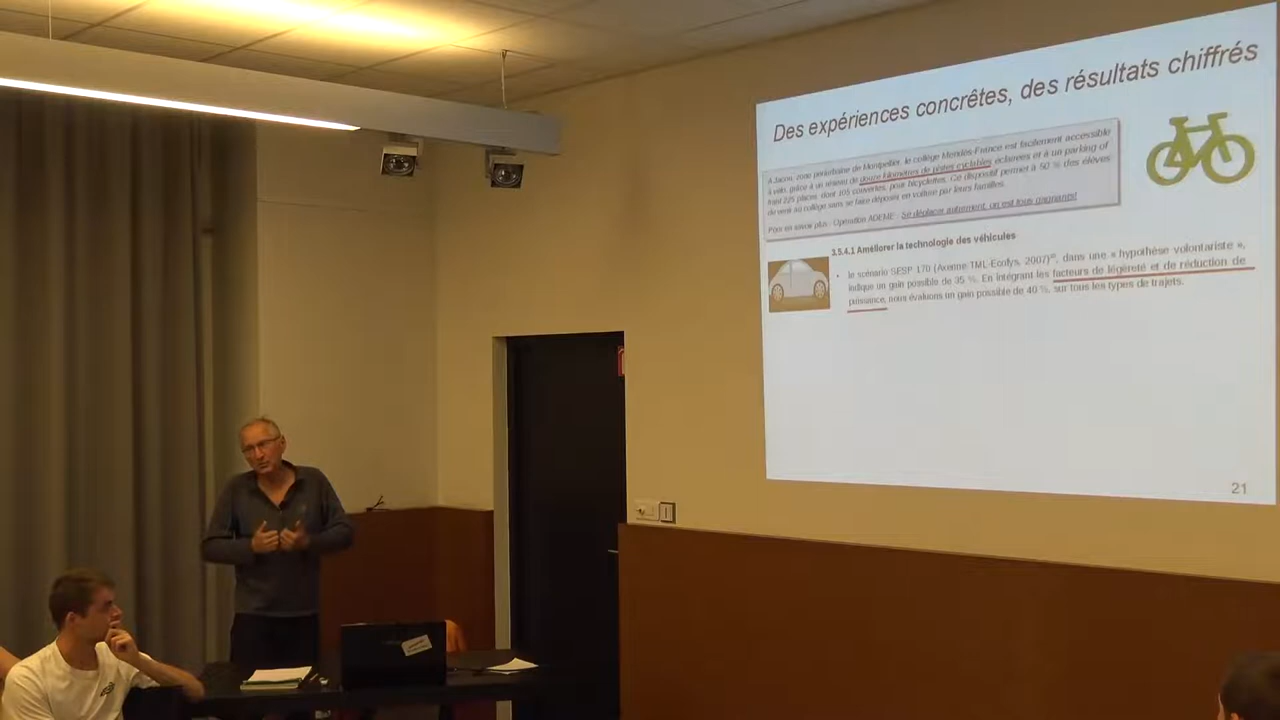 Des expériences concrêtes, des résultats chiffrés
A Jacou, zone périurbaine de Montpellier, le collège Mendès-France est facilement accessible
à vélo, grâce à un réseau de douze kilomètres de pistes cyclables éclairées et à un parking of
frant 225 places, dont 105 couvertes, pour bicyclettes. Ce dispositif permet à 50 % des élèves
de venir au collège sans se faire déposer en voiture par leurs familles.
Pour en savoir plus : Opération ADEME - Se déplacer autrement, on est tous gagnants!
3.5.4.1 Améliorer la technologie des véhicules
• le scénario SESP 170 (Axenne-TML-Ecofys, 2007), dans une « hypothèse volontariste »,
indique un gain possible de 35 %. En intégrant les facteurs de légèreté et de réduction de
puissance, nous évaluons un gain possible de 40 %, sur tous les types de trajets.
21